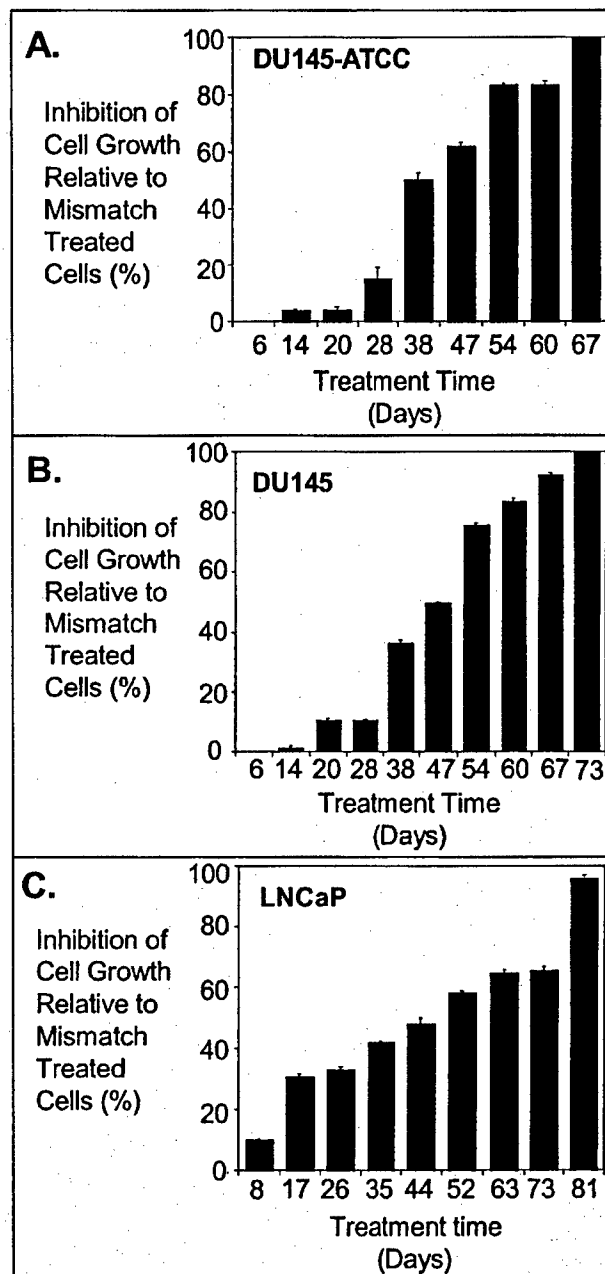 A.
DU145-ATCC
Inhibition of
Cell Growth
Relative to
Mismatch
Treated
Cells (%)
100
80
60
40
20
0
6 14 20 28 38 47 54 60 67
Treatment Time
(Days)
B.
DU145
Inhibition of
Cell Growth
Relative to
Mismatch
Treated
Cells (%)
100
80
60
40
20
0
6 14 20 28 38 47 54 60 67 73
Treatment Time
(Days)
C.
LNCaP
Inhibition of
Cell Growth
Relative to
Mismatch
Treated
Cells (%)
100
80
60
40
20
0
8 17 26 35 44 52 63 73 81
Treatment time
(Days)